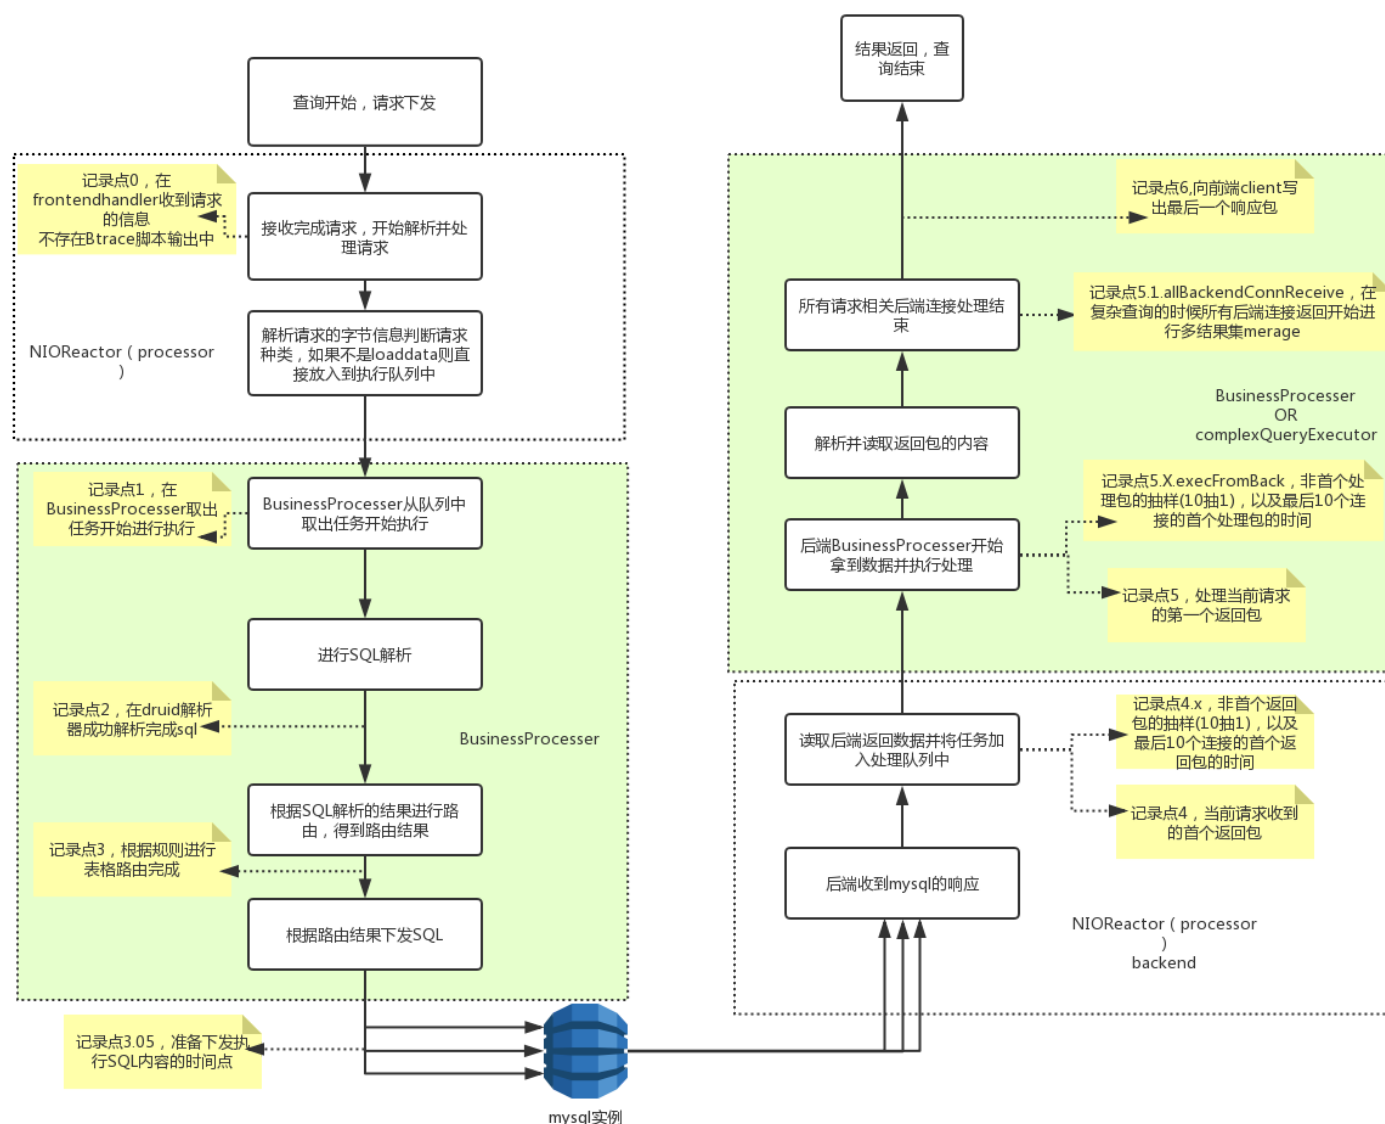 查询开始，请求下发
记录点0，在
frontendhandler收到请求
的信息
不存在Btrace脚本输出中
接收完成请求，开始解析并处
理请求
解析请求的字节信息判断请求
种类，如果不是loaddata则直
接放入到执行队列中
NIOReactor（processor
）
记录点1，在
BusinessProcesser取出
任务开始进行执行
BusinessProcesser从队列中
取出任务开始执行
进行SQL解析
记录点2，在druid解析
器成功解析完成sql
BusinessProcesser
根据SQL解析的结果进行路
由，得到路由结果
记录点3，根据规则进行
表格路由完成
根据路由结果下发SQL
记录点3.05，准备下发执
行SQL内容的时间点
mysql实例
结果返回，查
询结束
记录点6,向前端client写
出最后一个响应包
所有请求相关后端连接处理结
束
记录点5.1.allBackendConnReceive，在
复杂查询的时候所有后端连接返回开始进
行多结果集merage
BusinessProcesser
OR
complexQueryExecutor
解析并读取返回包的内容
记录点5.X.execFromBack，非首个处
理包的抽样(10抽1)，以及最后10个连
接的首个处理包的时间
后端BusinessProcesser开始
拿到数据并执行处理
记录点5，处理当前请求
的第一个返回包
记录点4.x，非首个返回
包的抽样(10抽1)，以及
最后10个连接的首个返
回包的时间
读取后端返回数据并将任务加
入处理队列中
记录点4，当前请求收到
的首个返回包
后端收到mysql的响应
NIOReactor（processor
）
backend